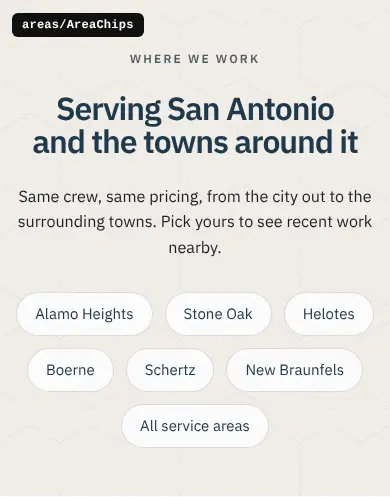 areas/AreaChips
WHERE WE WORK
Serving San Antonio
and the towns around it
Same crew, same pricing, from the city out to the
surrounding towns. Pick yours to see recent work
nearby.
Alamo Heights
Stone Oak
Helotes
Boerne
Schertz
New Braunfels
All service areas